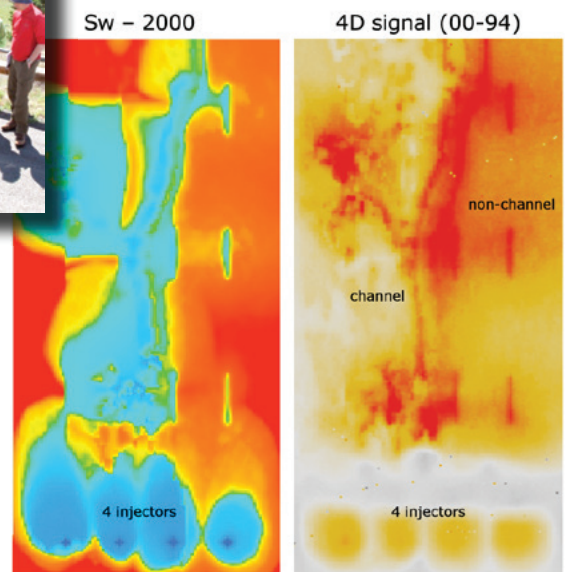 Sw – 2000
4D signal (00-94)
non-channel
channel
4 injectors
4 injectors